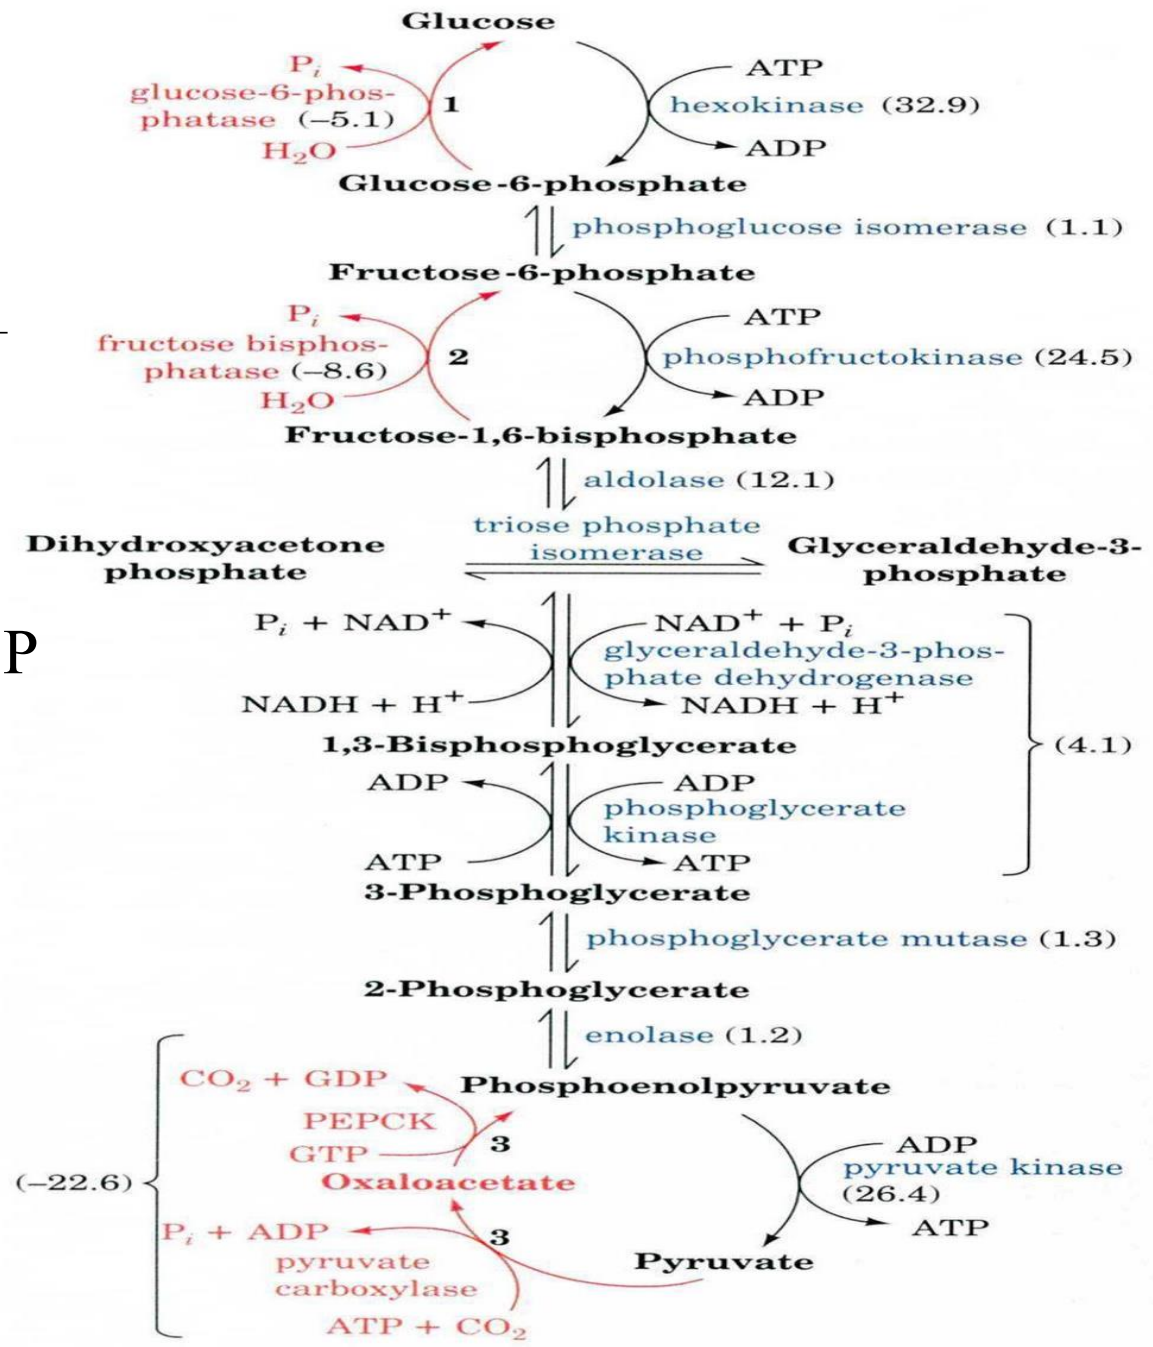 Glucose
P_i
ATP
glucose-6-phos-
phatase (–5.1)
1
hexokinase (32.9)
H₂O
ADP
Glucose-6-phosphate
phosphoglucose isomerase (1.1)
Fructose-6-phosphate
P_i
ATP
fructose bisphos-
phatase (–8.6)
2
phosphofructokinase (24.5)
H₂O
ADP
Fructose-1,6-bisphosphate
aldolase (12.1)
Dihydroxyacetone
phosphate
triose phosphate
isomerase
Glyceraldehyde-3-
phosphate
P_i + NAD⁺
NAD⁺ + P_i
P
glyceraldehyde-3-phos-
phate dehydrogenase
NADH + H⁺
NADH + H⁺
1,3-Bisphosphoglycerate
(4.1)
ADP
ADP
phosphoglycerate
kinase
ATP
ATP
3-Phosphoglycerate
phosphoglycerate mutase (1.3)
2-Phosphoglycerate
enolase (1.2)
CO₂ + GDP
Phosphoenolpyruvate
PEPCK
3
GTP
ADP
pyruvate kinase
(26.4)
(–22.6)
Oxaloacetate
P_i + ADP
3
ATP
pyruvate
carboxylase
Pyruvate
ATP + CO₂